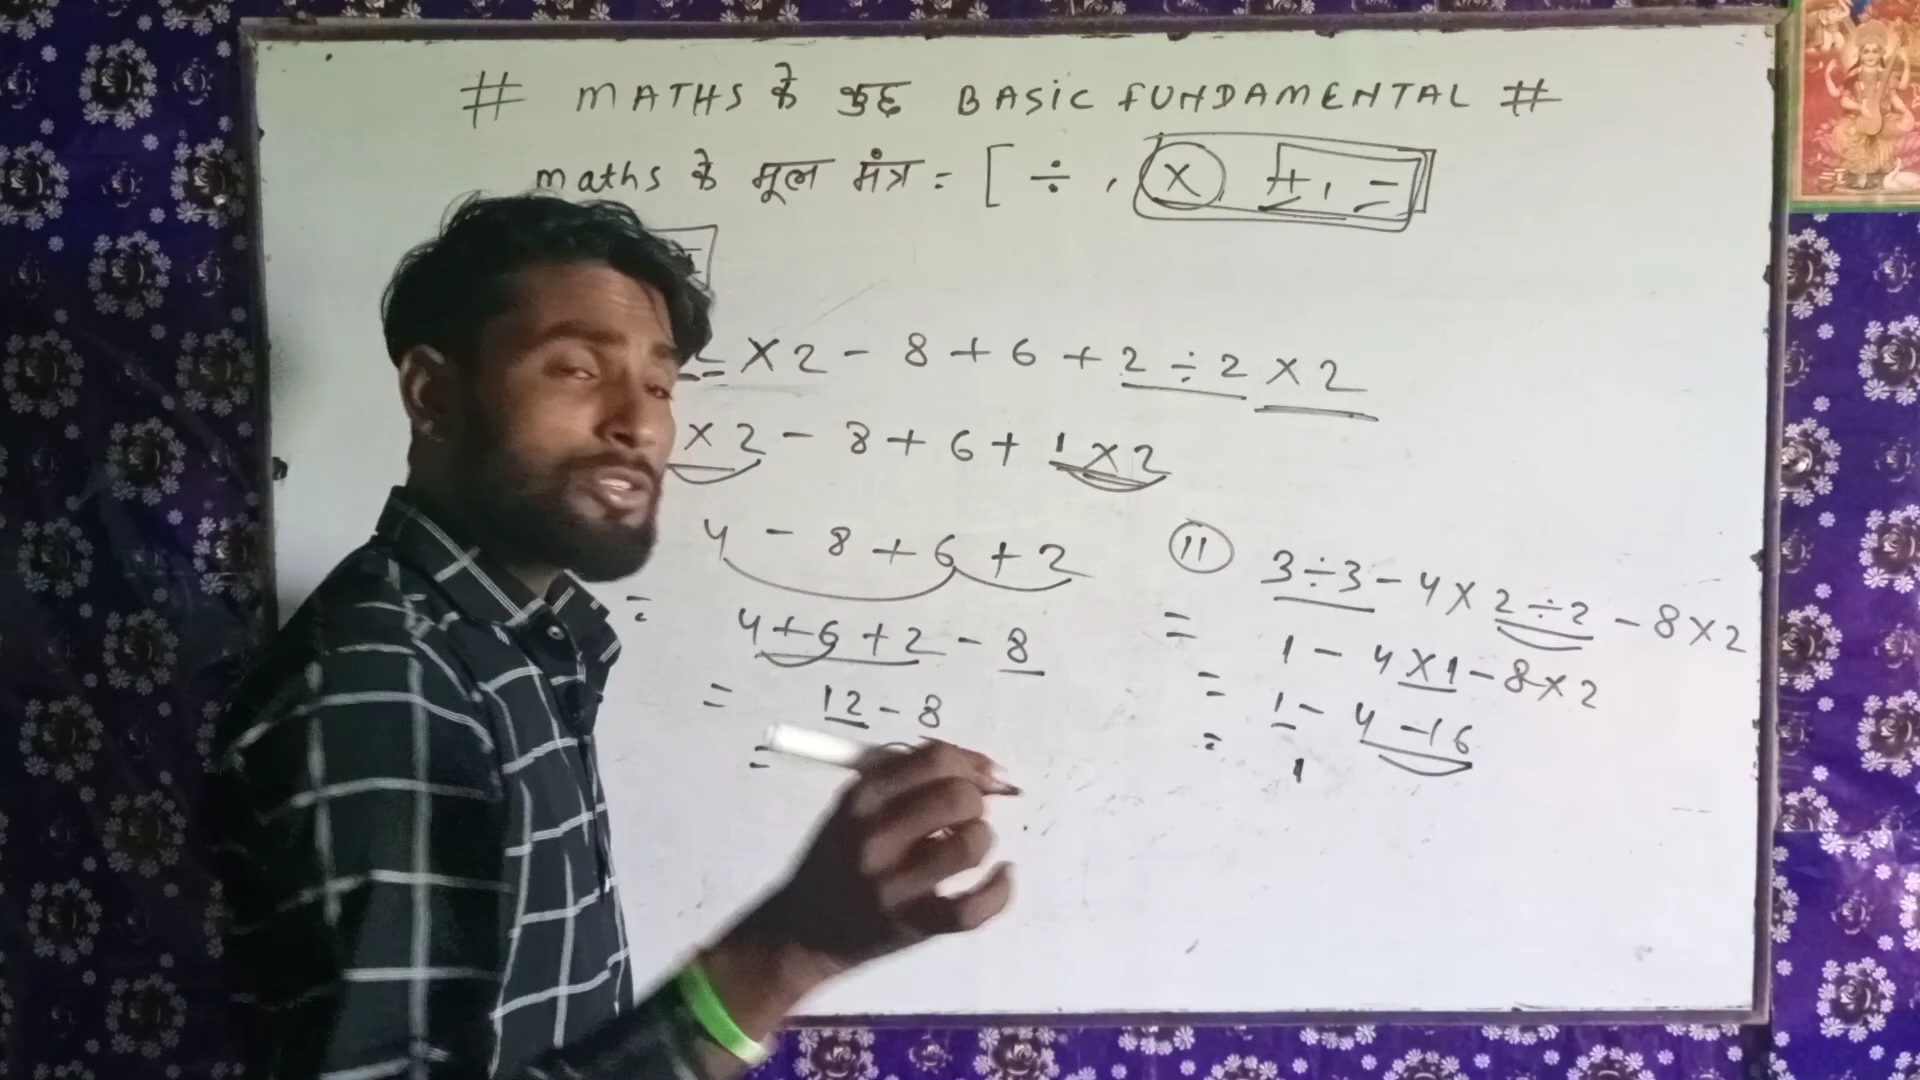 # MATHS के कुछ BASIC FUNDAMENTAL #
maths के मूल मंत्र = [ ÷ , × +, -]
× 2 - 8 + 6 + 2 ÷ 2 × 2
× 2 - 8 + 6 + 1 × 2
4 - 8 + 6 + 2
= 4 + 6 + 2 - 8
= 12 - 8
=
11 3 ÷ 3 - 4 × 2 ÷ 2 - 8 × 2
= 1 - 4 × 1 - 8 × 2
= 1 - 4 - 16
= 1